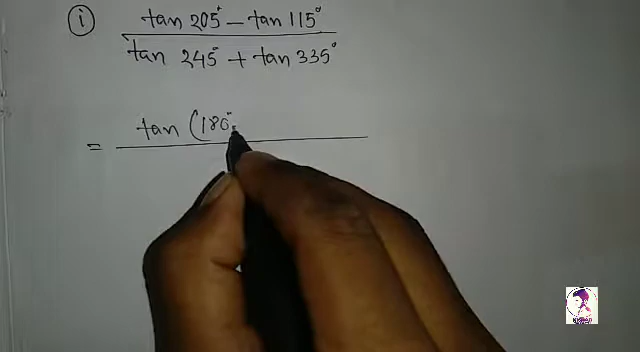 i tan 205° − tan 115°
tan 245° + tan 335°
= tan (180°